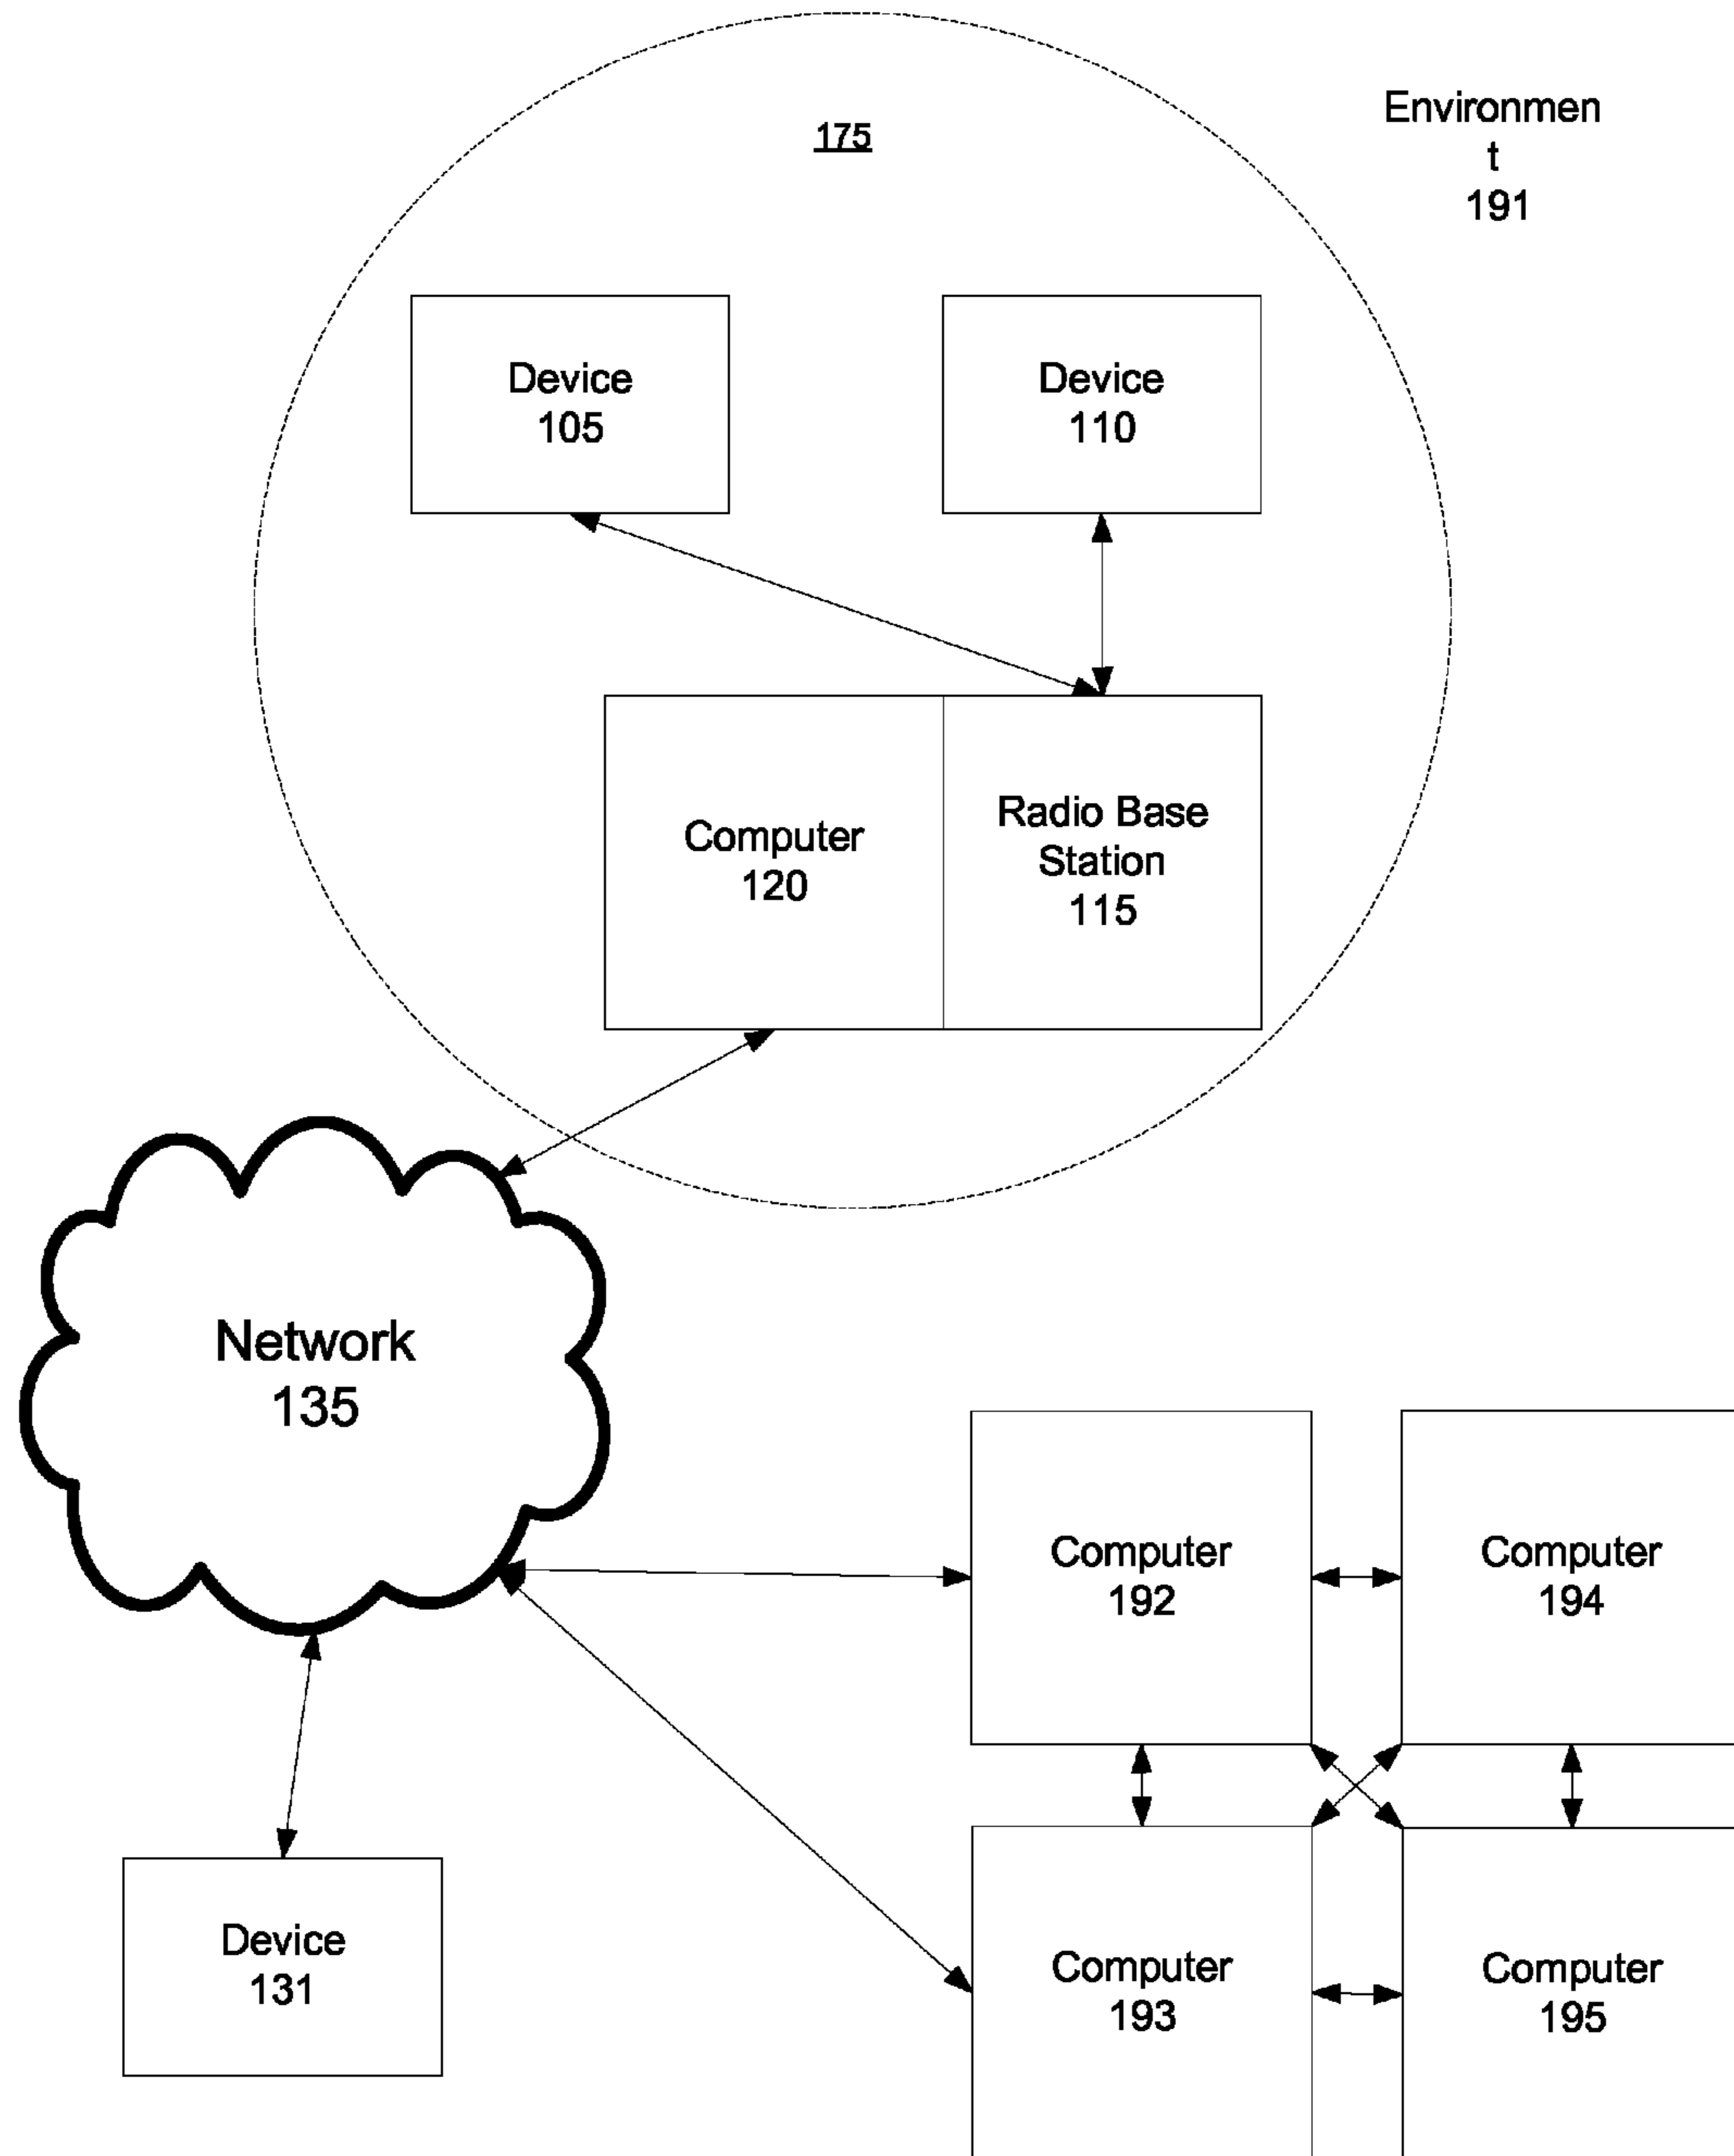 175
Environmen
t
191
Device
105
Device
110
Computer
120
Radio Base
Station
115
Network
135
Computer
192
Computer
194
Device
131
Computer
193
Computer
195